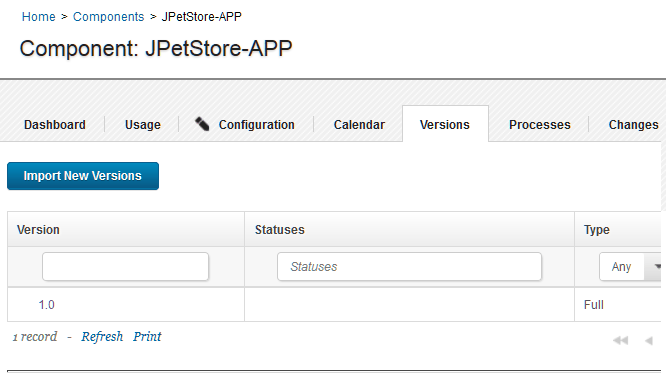 Home > Components > JPetStore-APP
Component: JPetStore-APP
Dashboard Usage Configuration Calendar Versions Processes Changes
Import New Versions
Version Statuses Type
Statuses Any
1.0 Full
1 record - Refresh Print